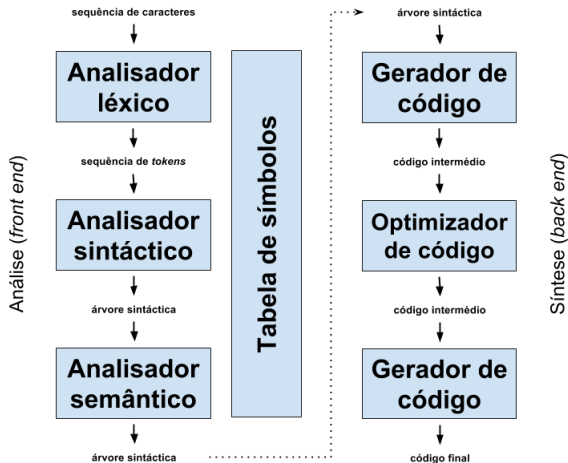 sequência de caracteres
Analisador
léxico
sequência de tokens
Analisador
sintáctico
árvore sintáctica
Analisador
semântico
árvore sintáctica
Análise (front end)
Tabela de símbolos
árvore sintáctica
Gerador de
código
código intermédio
Optimizador
de código
código intermédio
Gerador de
código
código final
Síntese (back end)